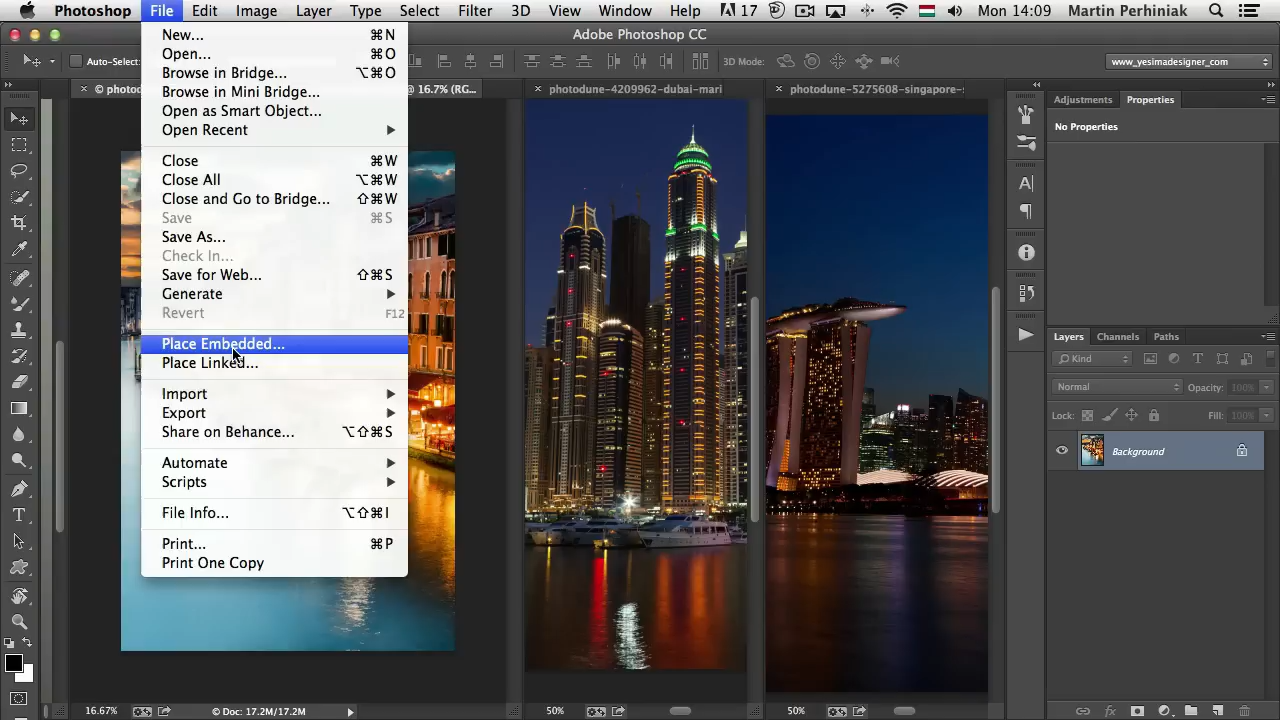 Photoshop File Edit Image Layer Type Select Filter 3D View Window Help 17 Mon 14:09 Martin Perhiniak
Adobe Photoshop CC
Auto-Select: 3D Mode: www_yesimadesigner_com
© photo @ 16.7% (RG... photodune-4209962-dubai-mari photodune-5275608-singapore-
New... ⌘N
Open... ⌘O
Browse in Bridge... ⌥⌘O
Browse in Mini Bridge...
Open as Smart Object...
Open Recent
Close ⌘W
Close All ⌥⌘W
Close and Go to Bridge... ⇧⌘W
Save ⌘S
Save As...
Check In...
Save for Web... ⇧⌘S
Generate
Revert F12
Place Embedded...
Place Linked...
Import
Export
Share on Behance... ⌥⇧⌘S
Automate
Scripts
File Info... ⌥⇧⌘I
Print... ⌘P
Print One Copy
Adjustments Properties
No Properties
Layers Channels Paths
Kind
Normal Opacity: 100%
Lock: Fill: 100%
Background
16.67% © Doc: 17.2M/17.2M 50% 50%